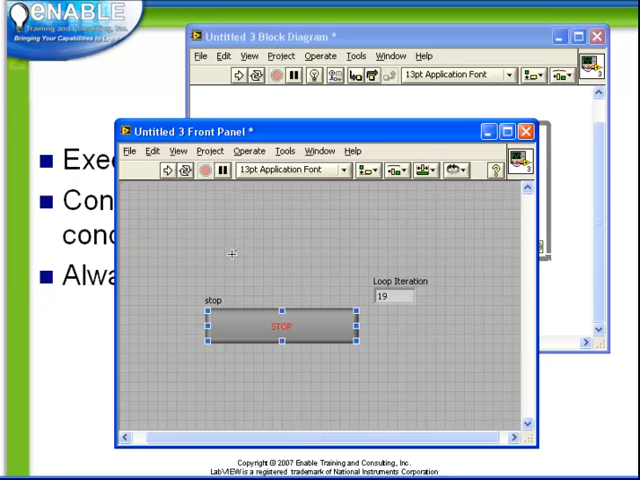 eNABLE
Training and Consulting, Inc.
Bringing Your Capabilities to Light
Untitled 3 Block Diagram *
File Edit View Project Operate Tools Window Help
13pt Application Font
3
Untitled 3 Front Panel *
File Edit View Project Operate Tools Window Help
13pt Application Font
3
Exe
Con
cond
Alwa
Loop Iteration
19
stop
STOP
Copyright © 2007 Enable Training and Consulting, Inc.
LabVIEW is a registered trademark of National Instruments Corporation